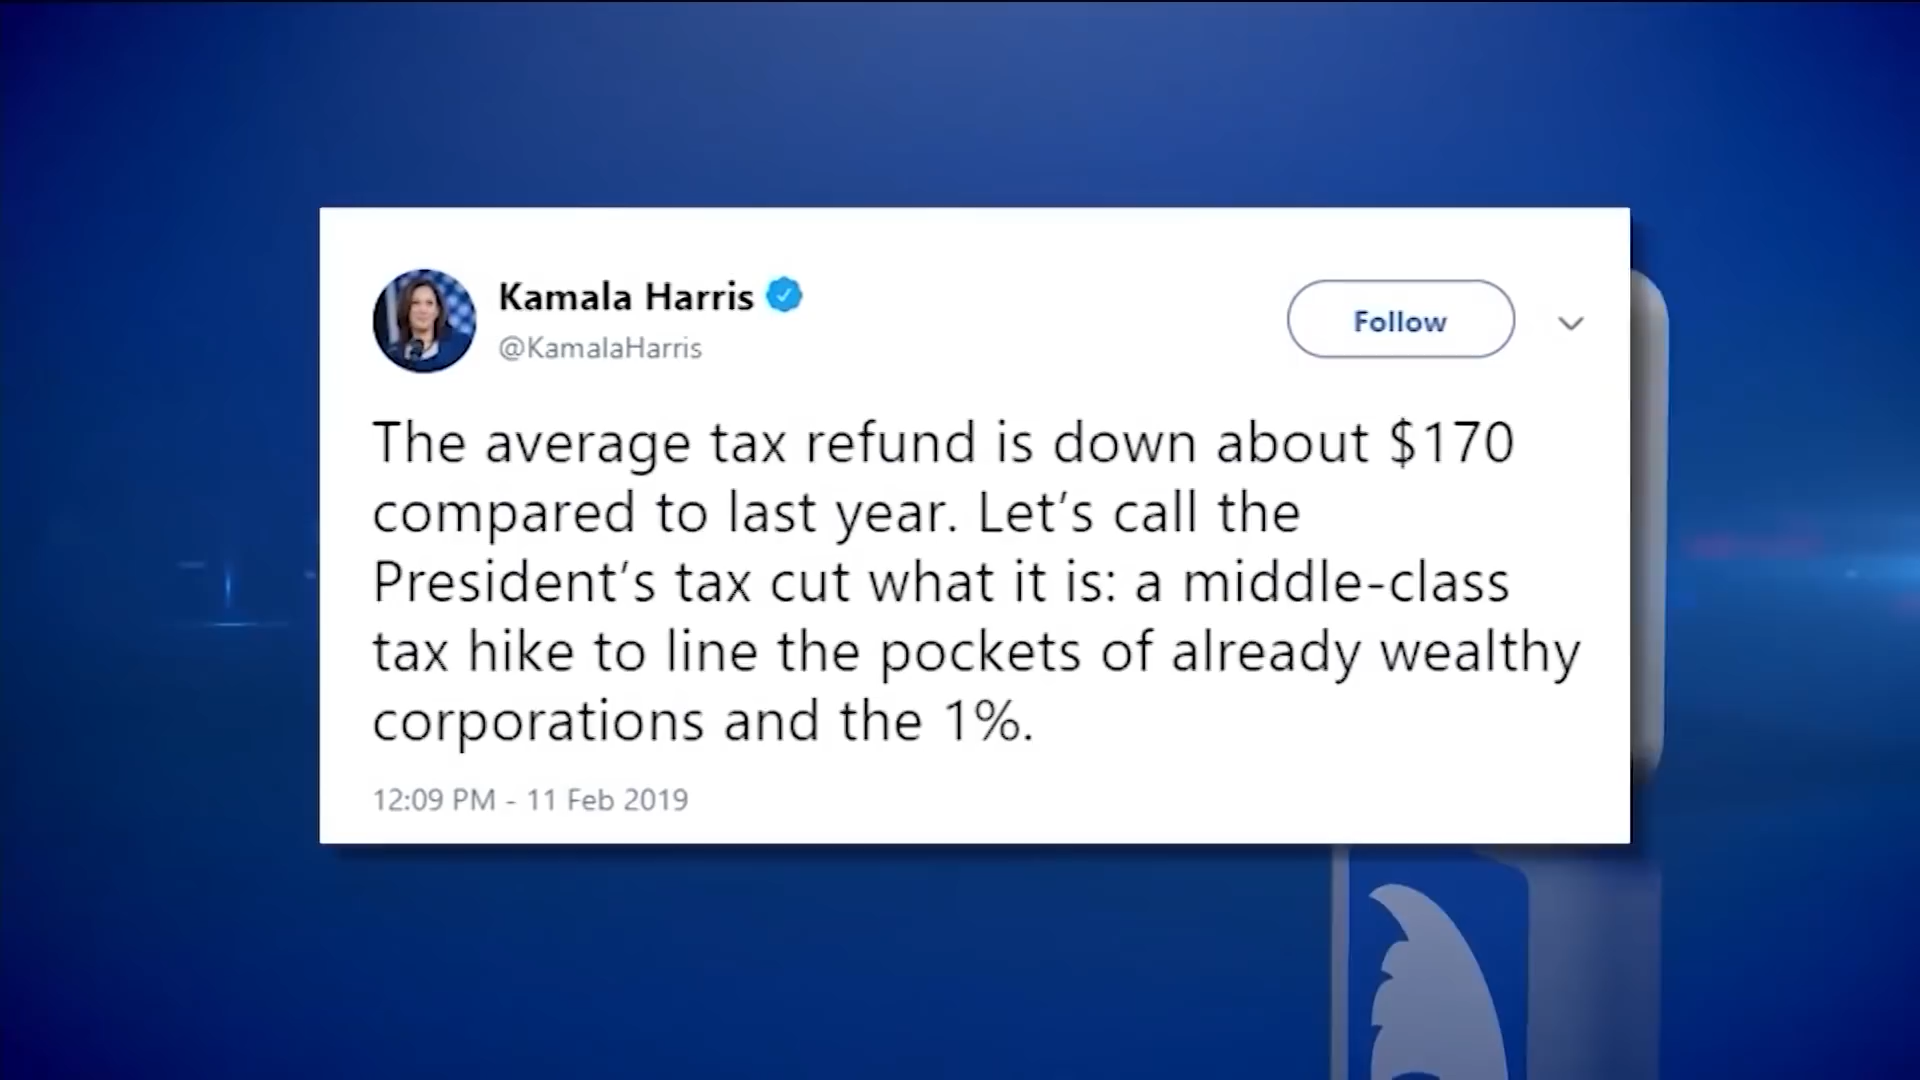 Kamala Harris
@KamalaHarris
Follow
The average tax refund is down about $170
compared to last year. Let's call the
President's tax cut what it is: a middle-class
tax hike to line the pockets of already wealthy
corporations and the 1%.
12:09 PM - 11 Feb 2019